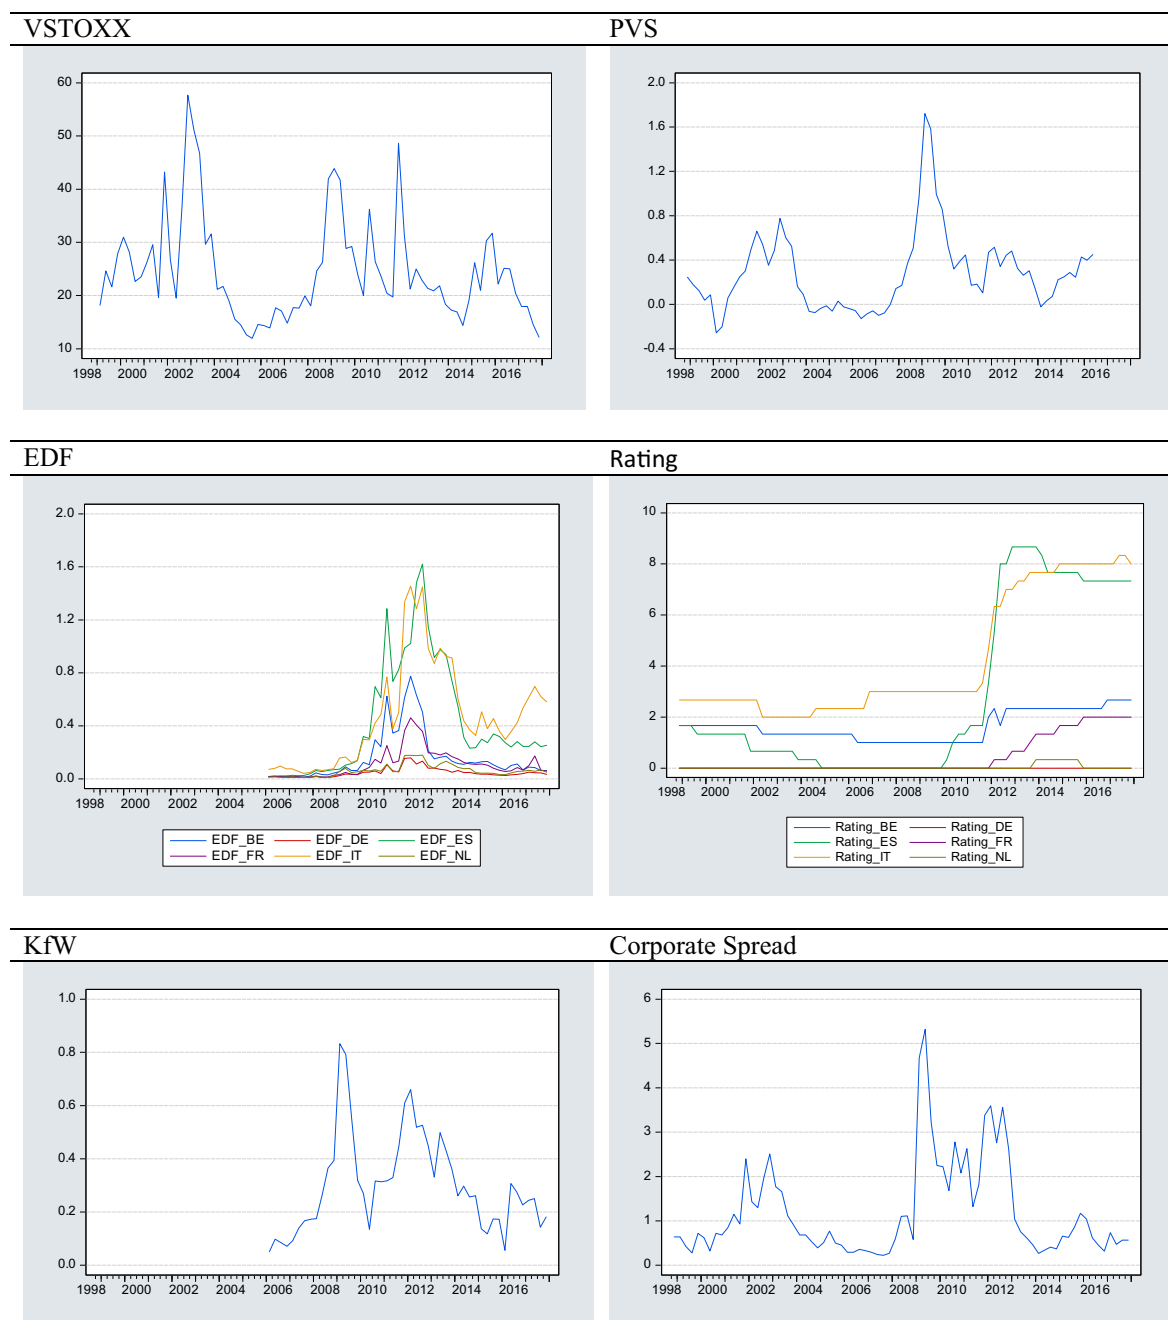 VSTOXX
PVS
60
50
40
30
20
10
1998 2000 2002 2004 2006 2008 2010 2012 2014 2016
2.0
1.6
1.2
0.8
0.4
0.0
-0.4
1998 2000 2002 2004 2006 2008 2010 2012 2014 2016
EDF
Rating
2.0
1.6
1.2
0.8
0.4
0.0
1998 2000 2002 2004 2006 2008 2010 2012 2014 2016
EDF_BE EDF_DE EDF_ES
EDF_FR EDF_IT EDF_NL
10
8
6
4
2
0
1998 2000 2002 2004 2006 2008 2010 2012 2014 2016
Rating_BE Rating_DE
Rating_ES Rating_FR
Rating_IT Rating_NL
KfW
Corporate Spread
1.0
0.8
0.6
0.4
0.2
0.0
1998 2000 2002 2004 2006 2008 2010 2012 2014 2016
6
5
4
3
2
1
0
1998 2000 2002 2004 2006 2008 2010 2012 2014 2016